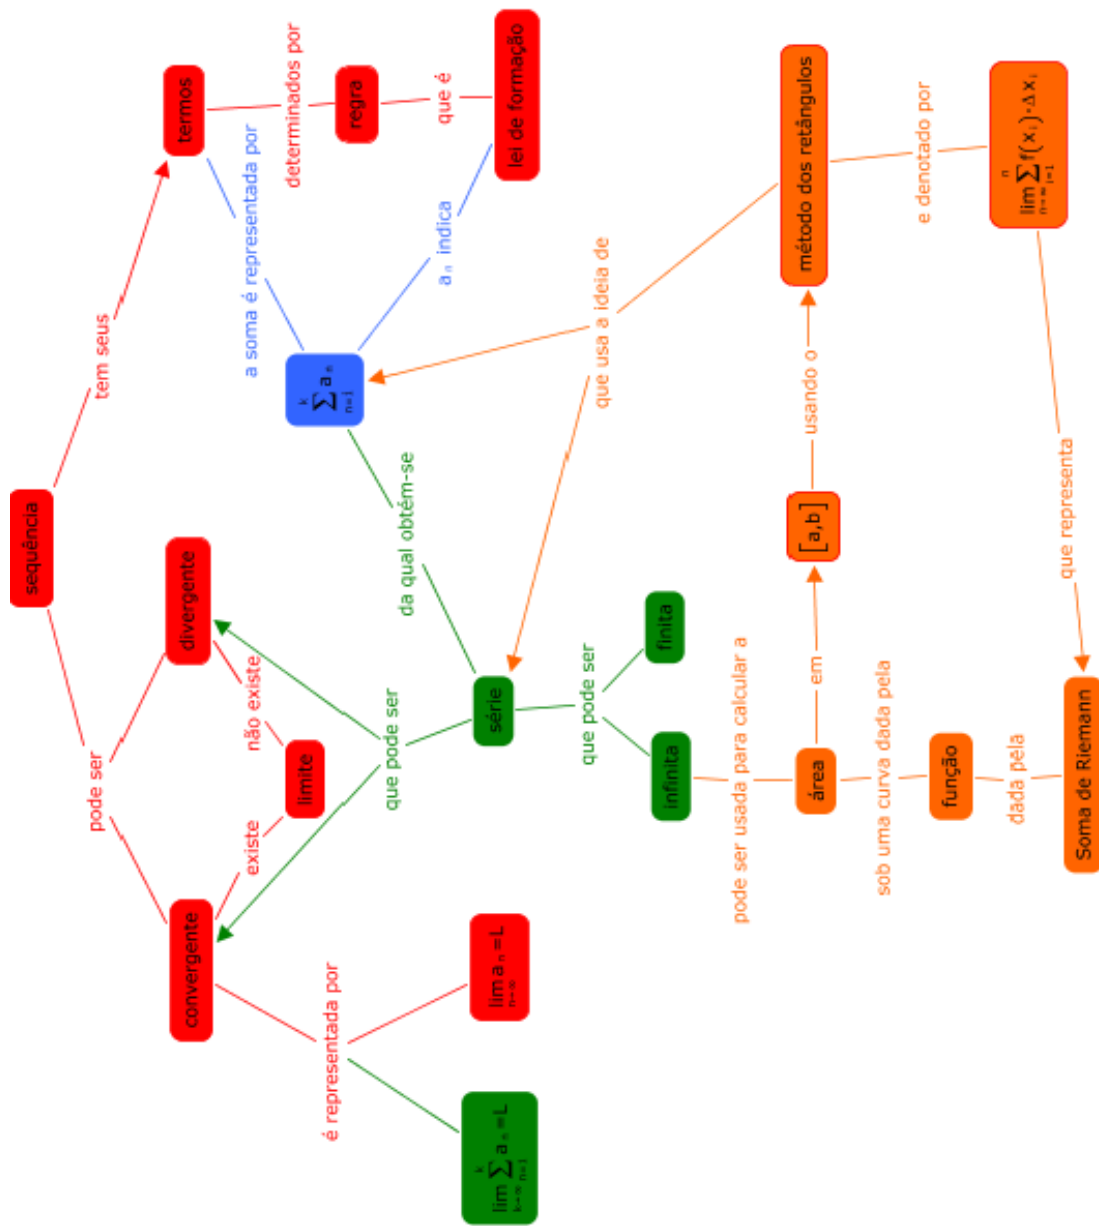 sequência
pode ser
tem seus
convergente
divergente
termos
existe
não existe
limite
a soma é representada por
determinados por
regra
que é
lei de formação
aₙ indica
é representada por
lim aₙ = L
n→∞
k
lim ∑ aₙ = L
k→∞ n=1
que pode ser
k
∑ aₙ
n=1
da qual obtém-se
série
que usa a ideia de
que pode ser
infinita
finita
pode ser usada para calcular a
área
em
[a,b]
usando o
método dos retângulos
sob uma curva dada pela
função
e denotado por
n
lim ∑ f(xᵢ)·Δxᵢ
n→∞ i=1
dada pela
que representa
Soma de Riemann